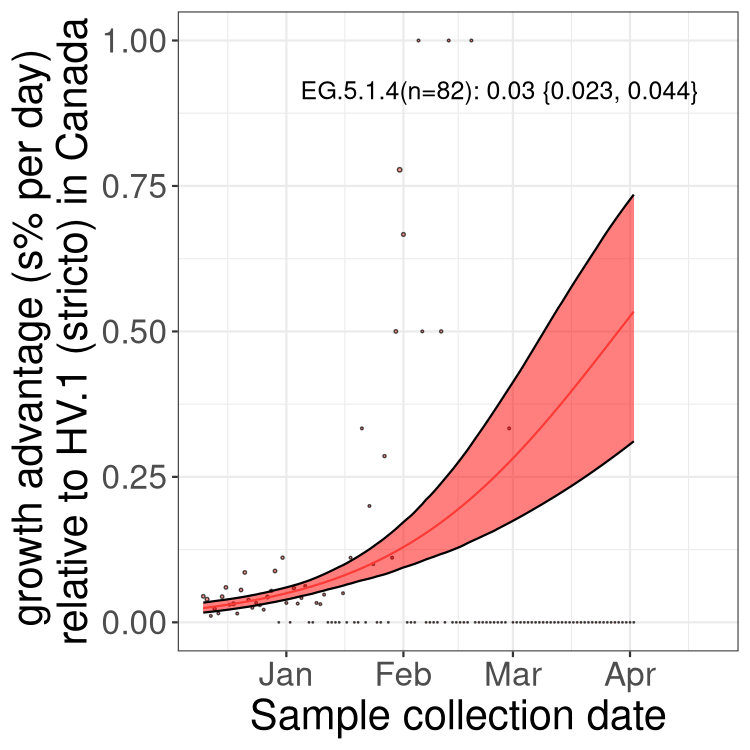 growth advantage (s% per day)
relative to HV.1 (stricto) in Canada
1.00
0.75
0.50
0.25
0.00
EG.5.1.4(n=82): 0.03 {0.023, 0.044}
Jan Feb Mar Apr
Sample collection date